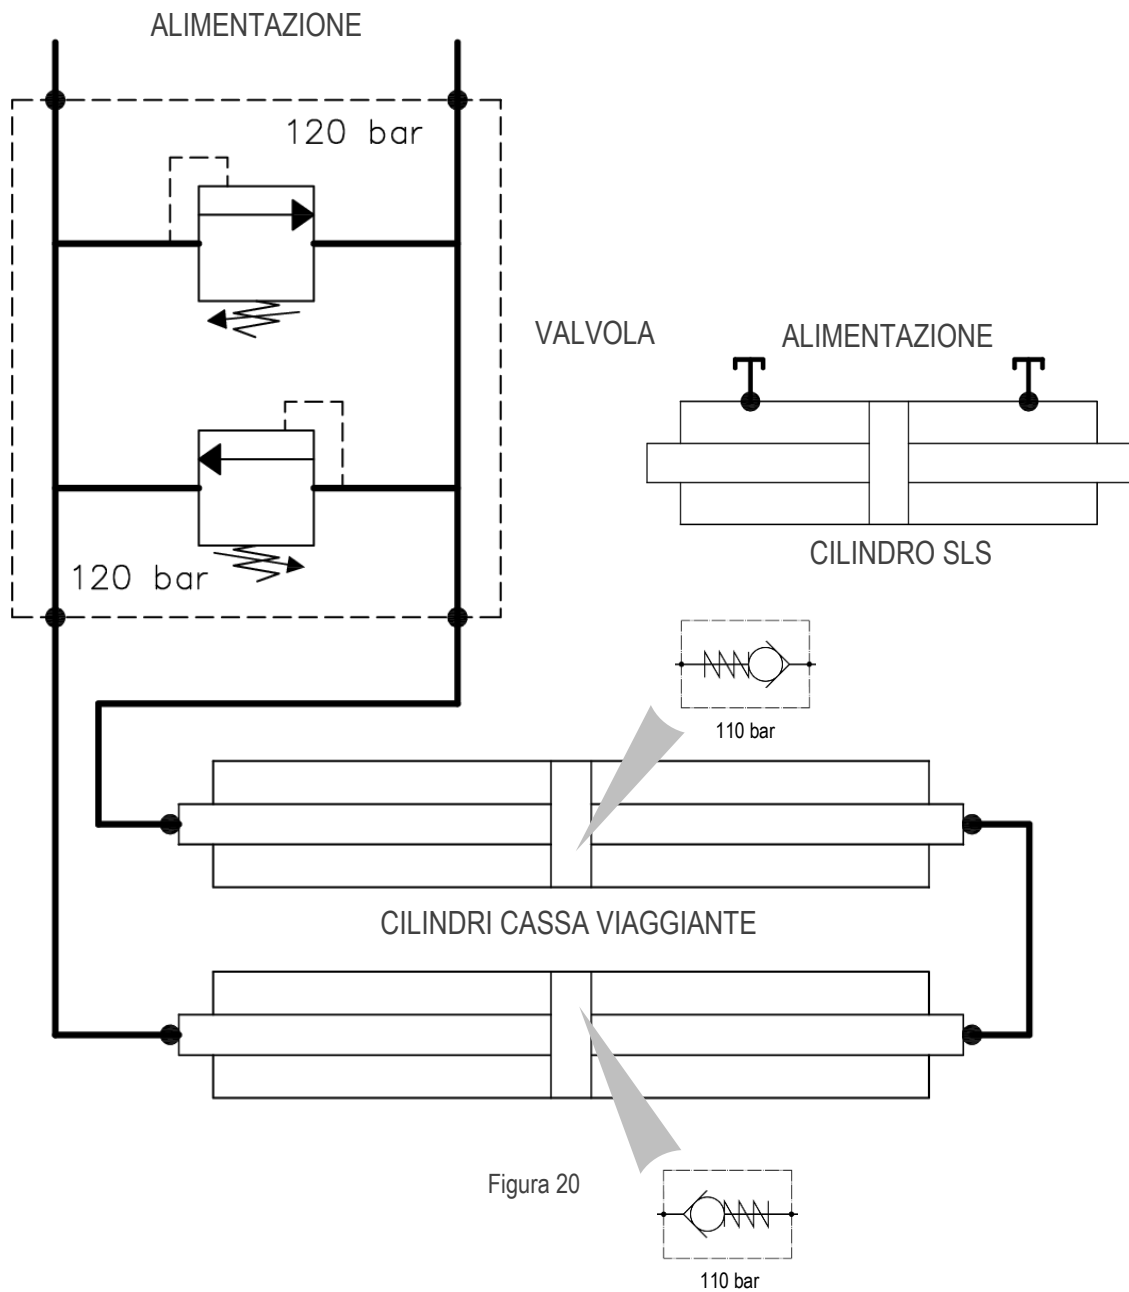 ALIMENTAZIONE
120 bar
VALVOLA
ALIMENTAZIONE
120 bar
CILINDRO SLS
110 bar
CILINDRI CASSA VIAGGIANTE
Figura 20
110 bar